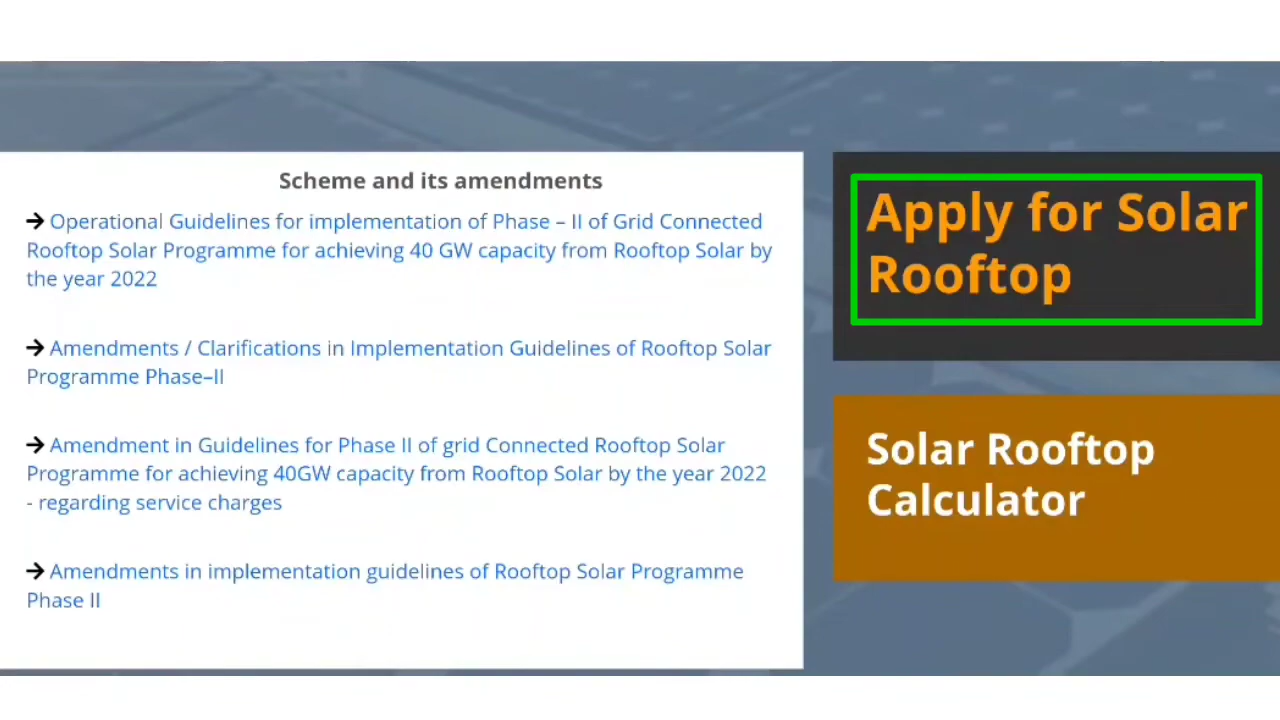 Scheme and its amendments
→ Operational Guidelines for implementation of Phase – II of Grid Connected
Rooftop Solar Programme for achieving 40 GW capacity from Rooftop Solar by
the year 2022
→ Amendments / Clarifications in Implementation Guidelines of Rooftop Solar
Programme Phase–II
→ Amendment in Guidelines for Phase II of grid Connected Rooftop Solar
Programme for achieving 40GW capacity from Rooftop Solar by the year 2022
- regarding service charges
→ Amendments in implementation guidelines of Rooftop Solar Programme
Phase II
Apply for Solar
Rooftop
Solar Rooftop
Calculator